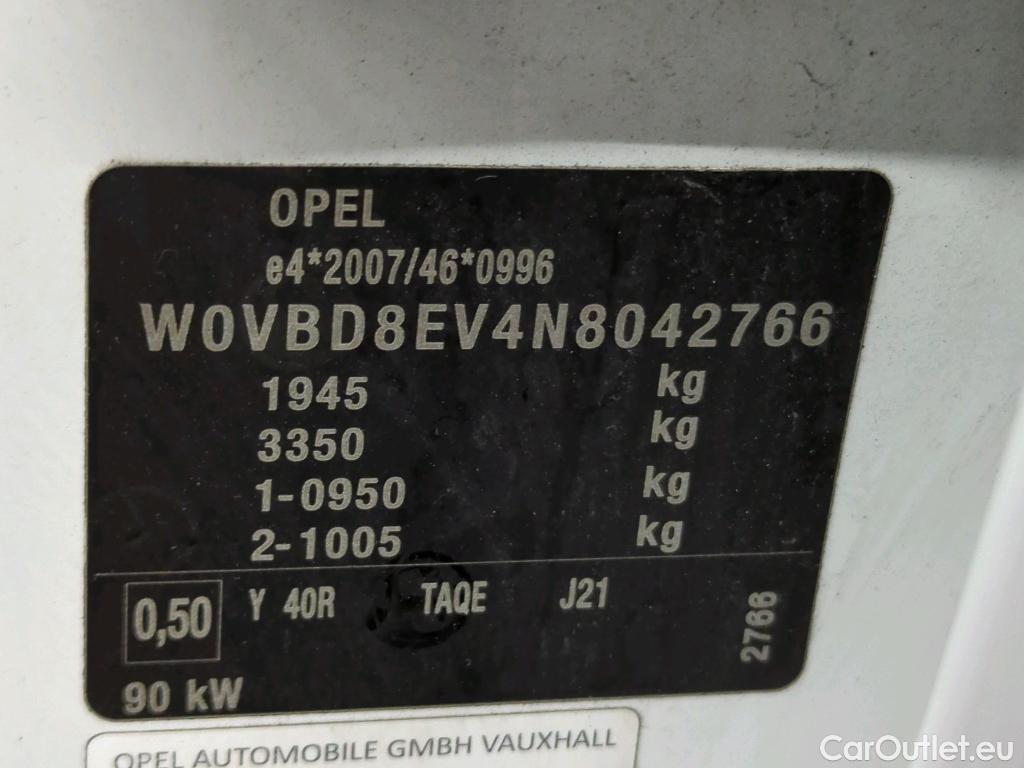 OPEL
e4*2007/46*0996
W0VBD8EV4N8042766
1945 kg
3350 kg
1-0950 kg
2-1005 kg
0,50 Y 40R TAQE J21
2766
90 kW
OPEL AUTOMOBILE GMBH VAUXHALL
CarOutlet.eu